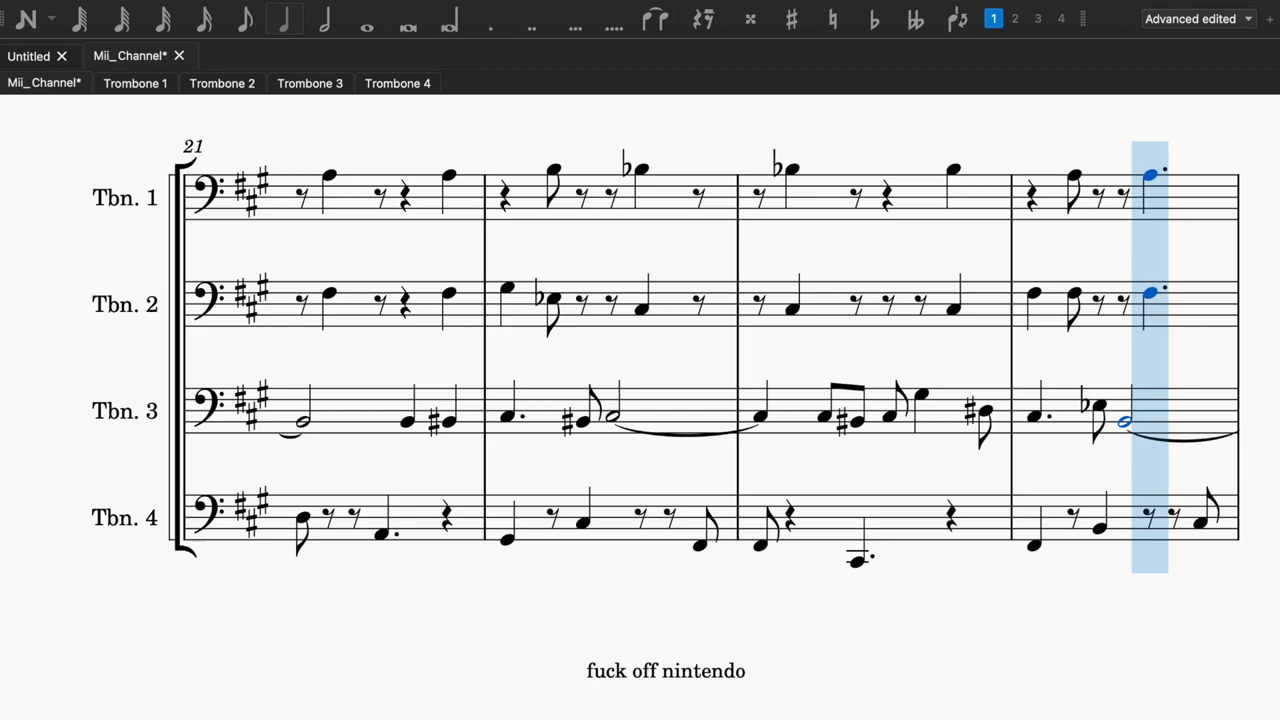 1 2 3 4 Advanced edited
Untitled Mii_Channel*
Mii_Channel* Trombone 1 Trombone 2 Trombone 3 Trombone 4
21
Tbn. 1
Tbn. 2
Tbn. 3
Tbn. 4
fuck off nintendo